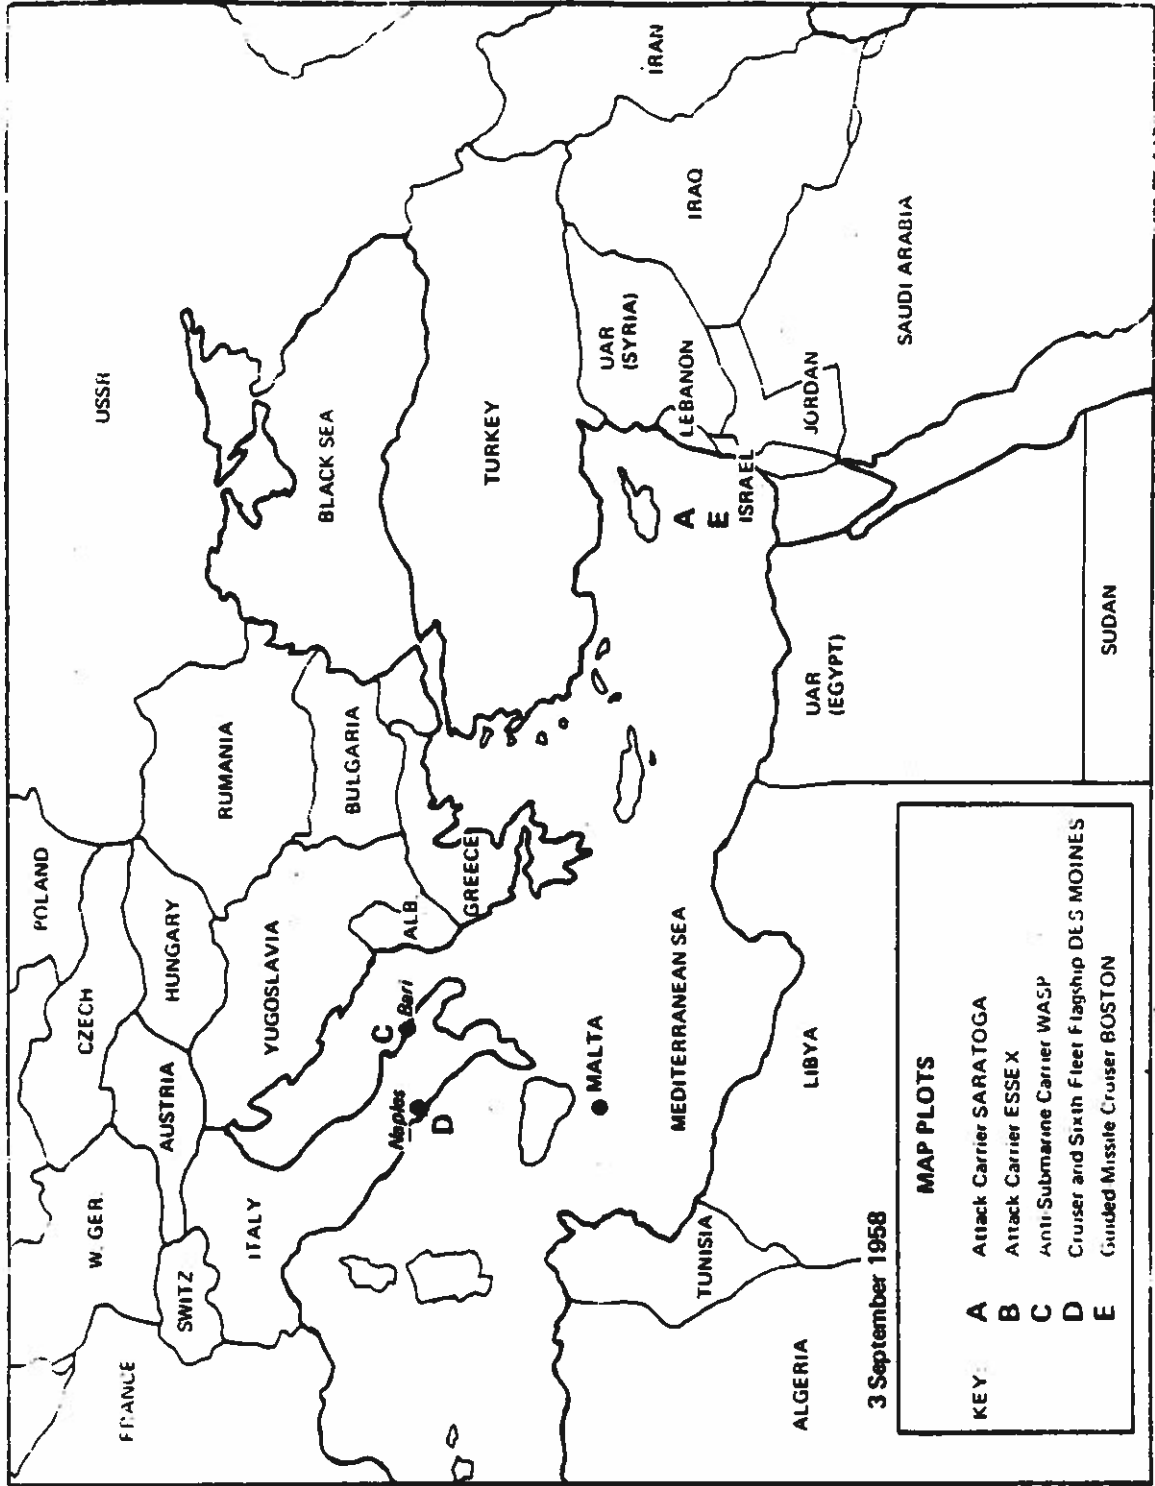 USSR
POLAND
CZECH
W. GER.
FRANCE
SWITZ
AUSTRIA
HUNGARY
RUMANIA
ITALY
YUGOSLAVIA
BULGARIA
BLACK SEA
ALB.
GREECE
TURKEY
IRAN
Naples
D
C
Bari
MALTA
MEDITERRANEAN SEA
A
E
UAR
(SYRIA)
LEBANON
ISRAEL
JORDAN
IRAQ
SAUDI ARABIA
TUNISIA
ALGERIA
LIBYA
UAR
(EGYPT)
SUDAN
3 September 1958
MAP PLOTS
KEY: A Attack Carrier SARATOGA
B Attack Carrier ESSEX
C Anti-Submarine Carrier WASP
D Cruiser and Sixth Fleet Flagship DES MOINES
E Guided Missile Cruiser BOSTON